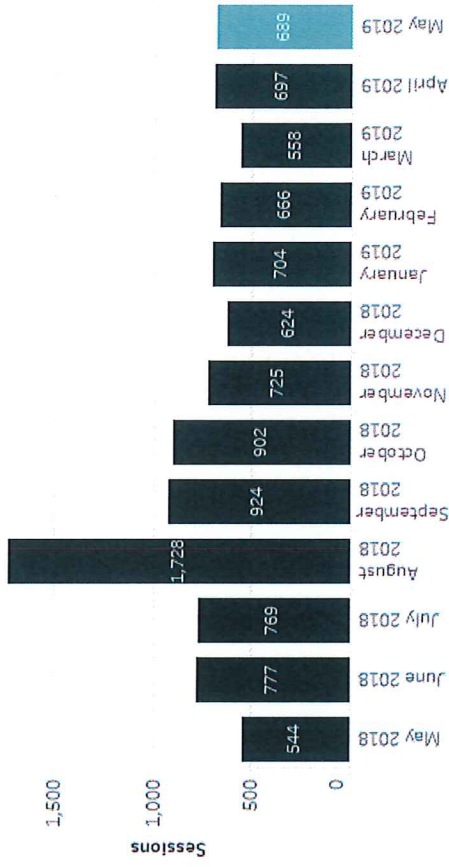 Sessions
1,500
1,000
500
0
544
777
769
1,728
924
902
725
624
704
666
558
697
689
May 2018
June 2018
July 2018
August
2018
September
2018
October
2018
November
2018
December
2018
January
2019
February
2019
March
2019
April 2019
May 2019